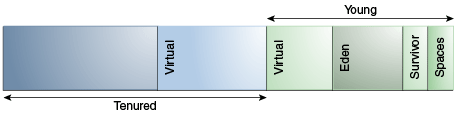 Young
Virtual
Virtual
Eden
Survivor
Spaces
Tenured